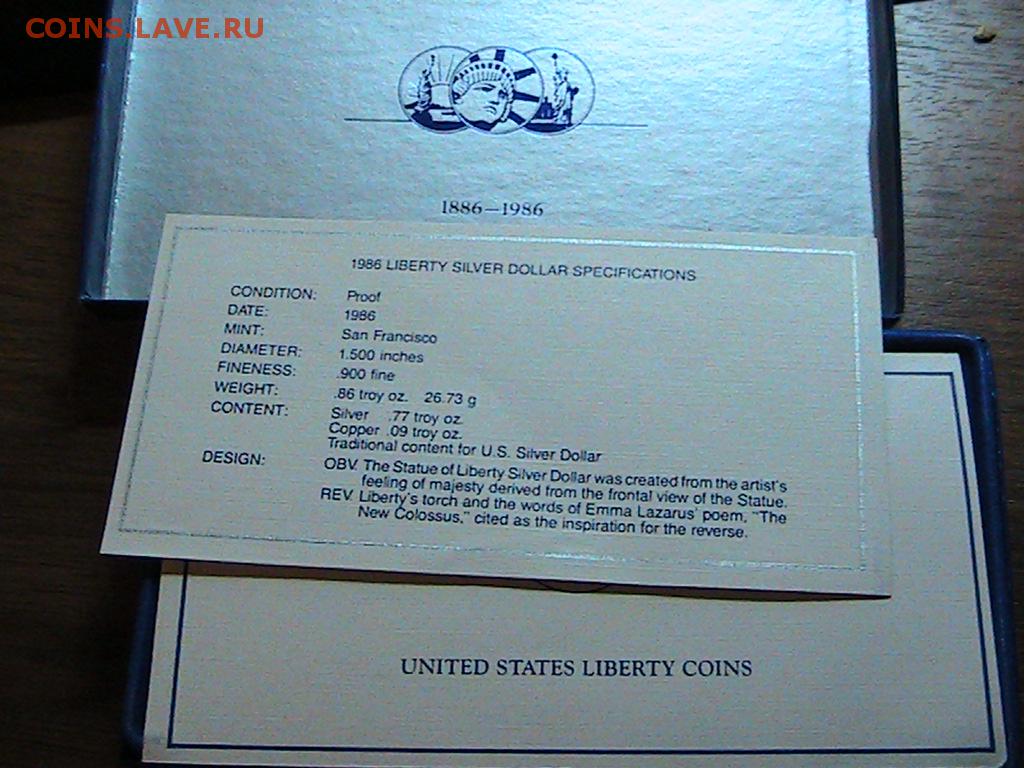 COINS.LAVE.RU
1886–1986
1986 LIBERTY SILVER DOLLAR SPECIFICATIONS
CONDITION: Proof
DATE: 1986
MINT: San Francisco
DIAMETER: 1.500 inches
FINENESS: .900 fine
WEIGHT: .86 troy oz. 26.73 g
CONTENT: Silver .77 troy oz.
Copper .09 troy oz.
Traditional content for U.S. Silver Dollar
DESIGN: OBV. The Statue of Liberty Silver Dollar was created from the artist's
feeling of majesty derived from the frontal view of the Statue.
REV. Liberty's torch and the words of Emma Lazarus' poem, "The
New Colossus," cited as the inspiration for the reverse.
UNITED STATES LIBERTY COINS